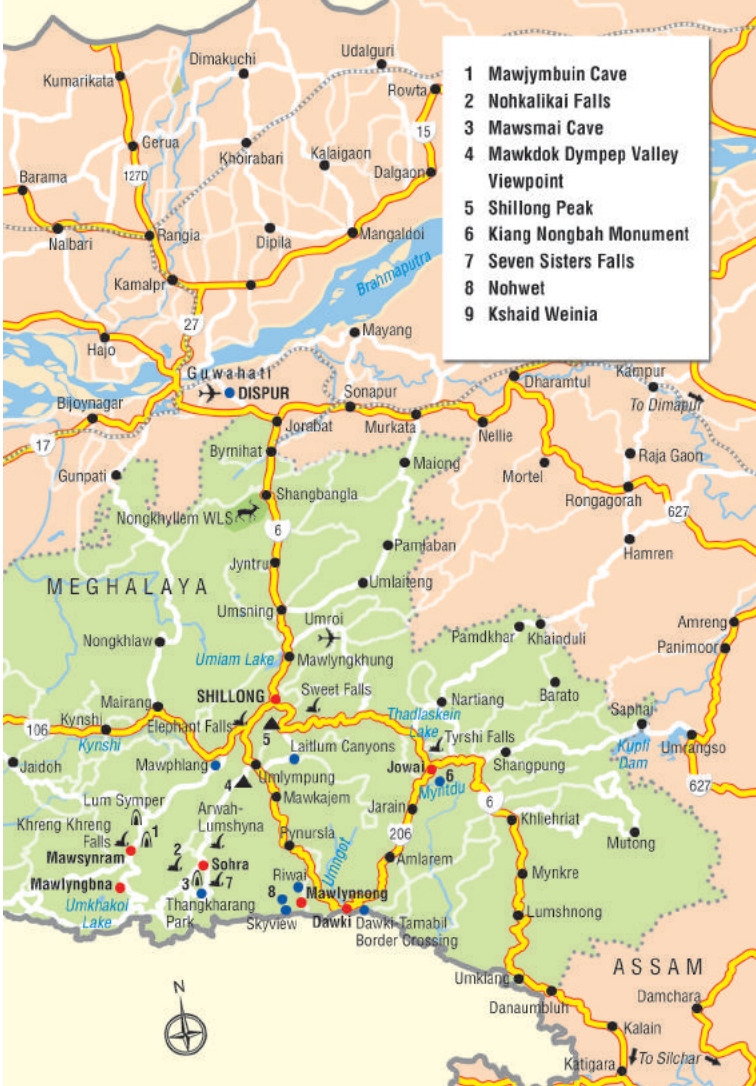 1 Mawjymbuin Cave
2 Nohkalikai Falls
3 Mawsmai Cave
4 Mawkdok Dympep Valley
Viewpoint
5 Shillong Peak
6 Kiang Nongbah Monument
7 Seven Sisters Falls
8 Nohwet
9 Kshaid Weinia
Udalguri
Dimakuchi
Kumarikata
Rowta
15
Gerua
Khoirabari
Kalaigaon
127D
Barama
Dalgaon
Nalbari
Rangia
Dipila
Mangaldoi
Brahmaputra
Kamalpr
27
Mayang
Hajo
Guwahati
DISPUR
Sonapur
Dharamtul
Kampur
To Dimapur
Bijoynagar
Jorabat
Murkata
Nellie
17
Byrnihat
Gunpati
Maiong
Mortel
Raja Gaon
Shangbangla
Rongagorah
Nongkhyllem WLS
627
6
Pamjaban
Hamren
Jyntru
MEGHALAYA
Umlaiteng
Umsning
Umroi
Amreng
Nongkhlaw
Pamdkhar
Khainduli
Panimoor
Umiam Lake
Mawlyngkhung
SHILLONG
Sweet Falls
Nartiang
Barato
Mairang
Saphai
Kynshi
Elephant Falls
Thadlaskein
Lake
106
5
Tyrshi Falls
Kynshi
Laitlum Canyons
Kupli
Dam
Umrangso
Jaidoh
Mawphlang
Umlympung
Jowai
6
Shangpung
627
4
Myntdu
Lum Symper
Mawkajem
Arwah-
Lumshyna
Jarain
6
Khliehriat
Khreng Khreng
Falls
1
206
Mutong
2
Pynursla
Mawsynram
Sohra
Umngot
Amlarem
Mynkre
Mawlyngbna
3
7
Riwai
8
Mawlynnong
Umkhakoi
Lake
Thangkharang
Park
Skyview
Dawki
Dawki-Tamabil
Border Crossing
Lumshnong
Umklang
ASSAM
N
Danaumbluh
Damchara
Kalain
To Silchar
Katigara